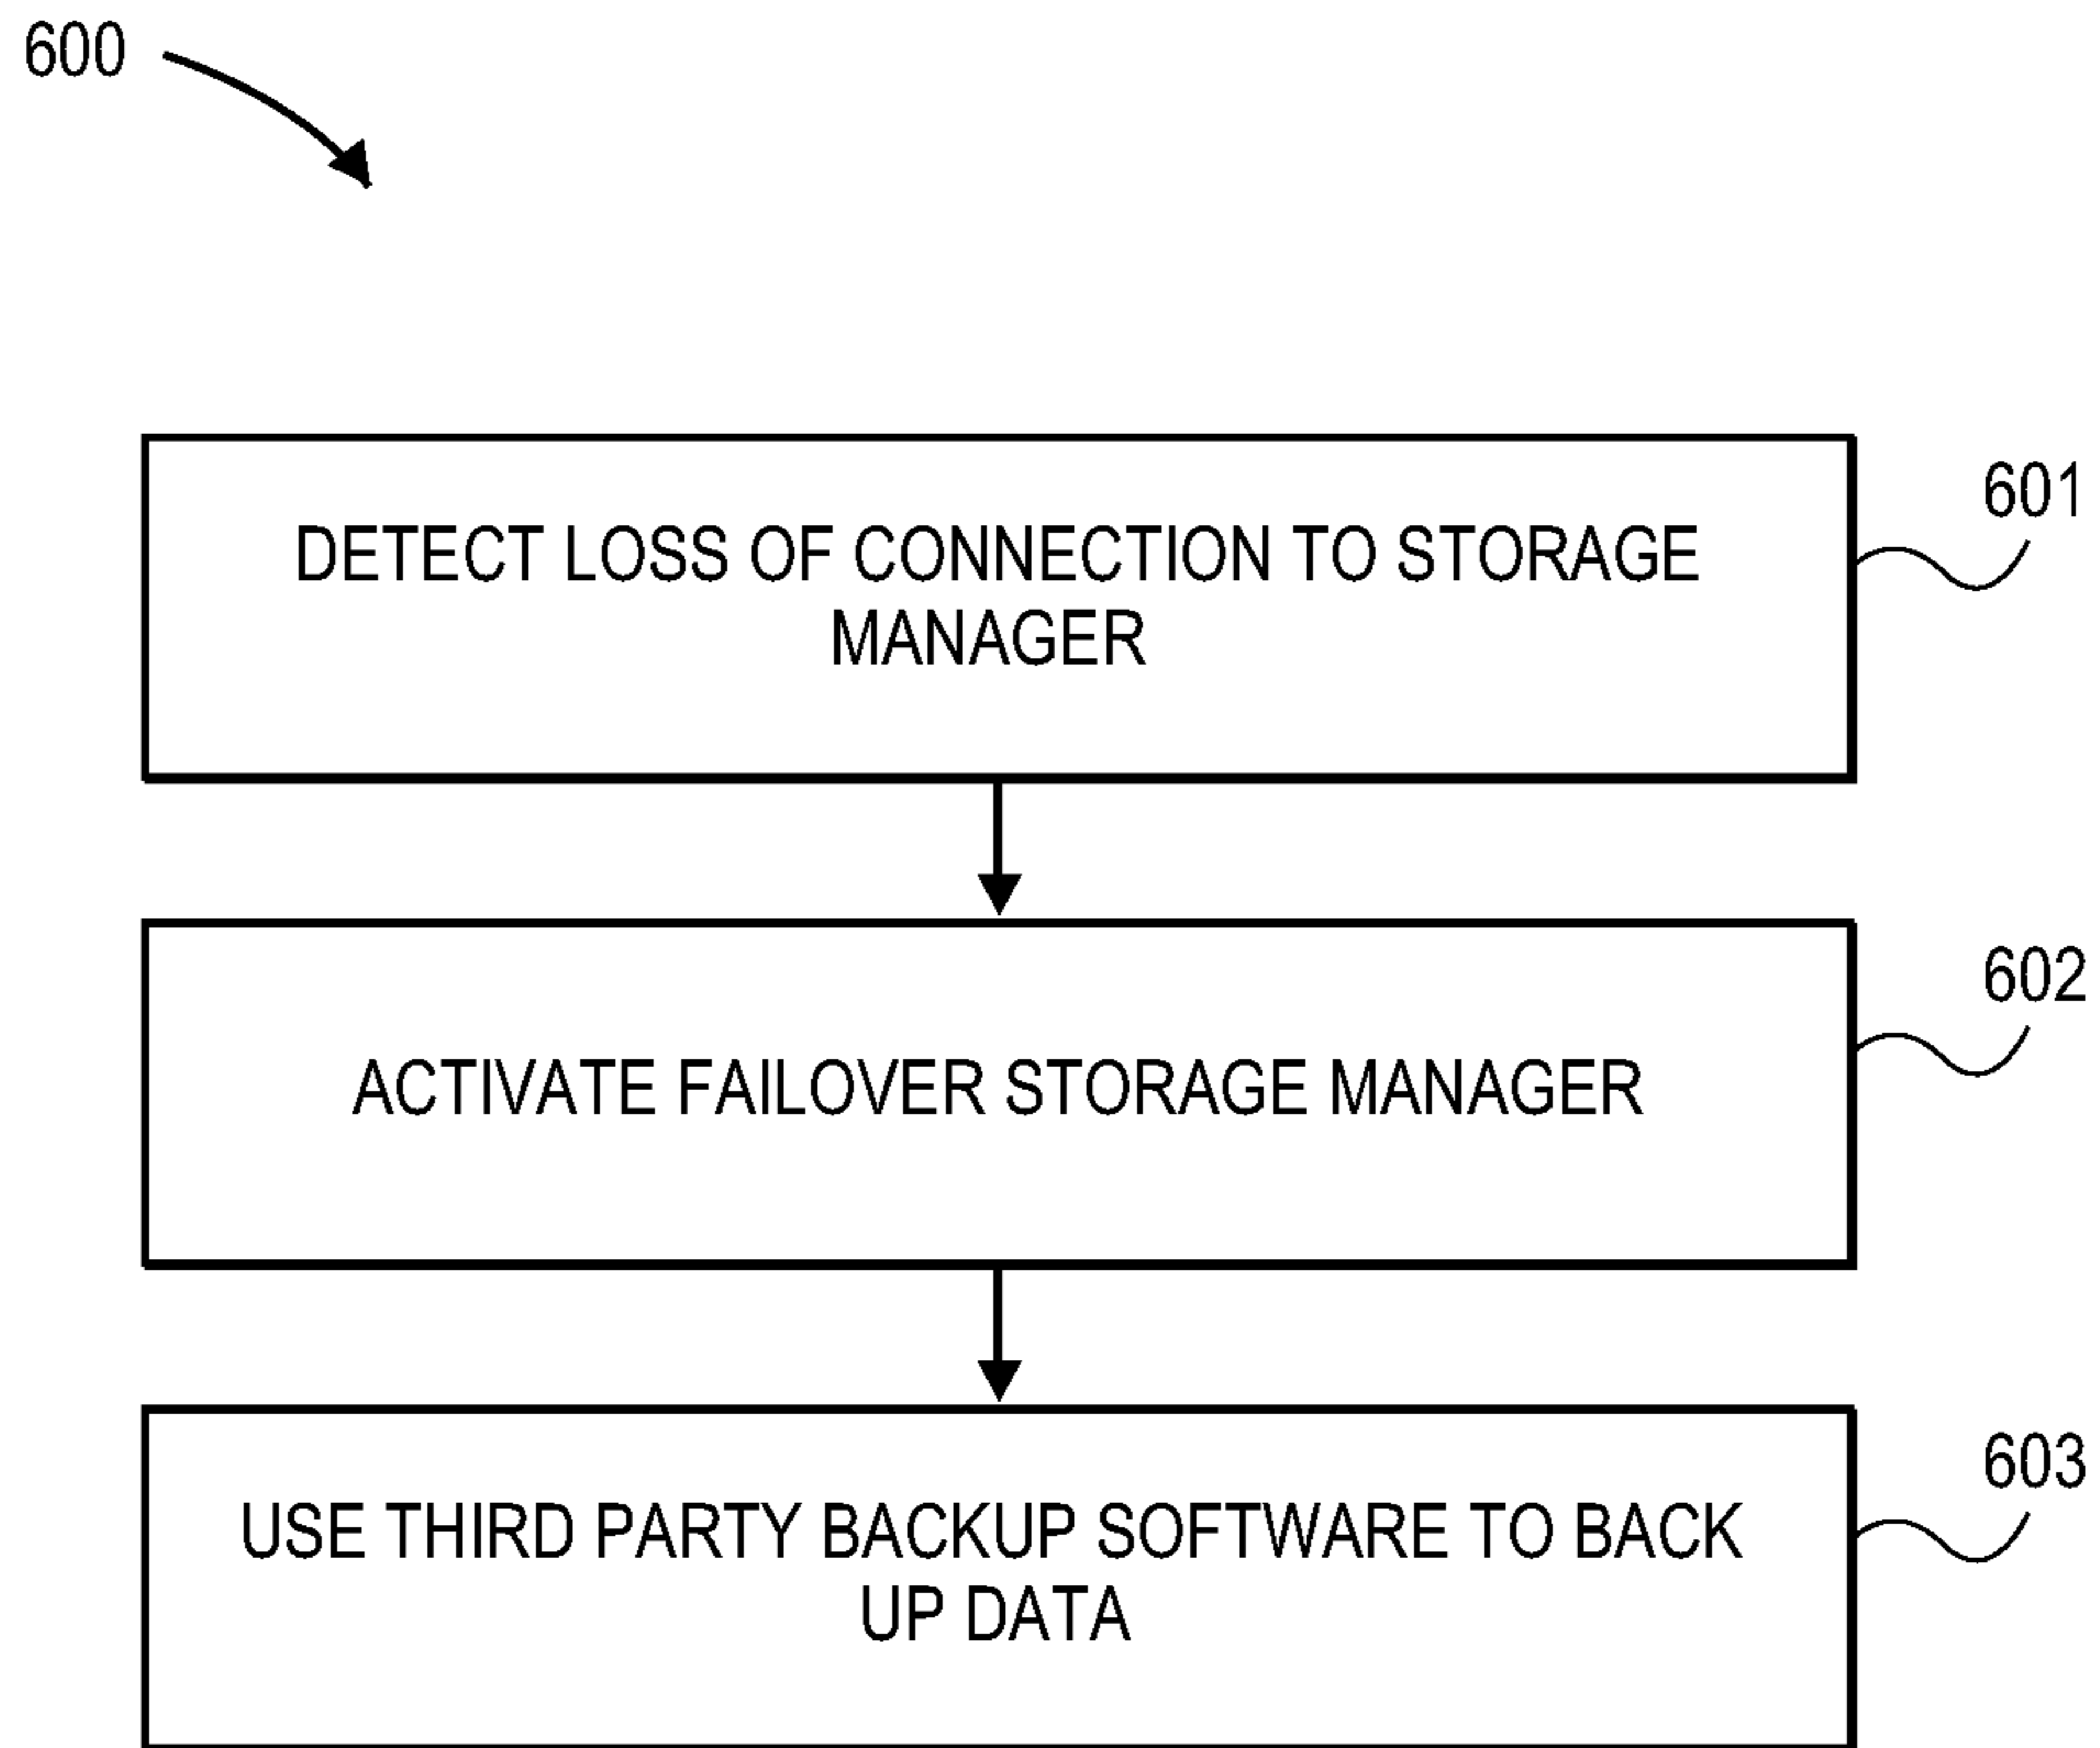 600
DETECT LOSS OF CONNECTION TO STORAGE
MANAGER
601
ACTIVATE FAILOVER STORAGE MANAGER
602
USE THIRD PARTY BACKUP SOFTWARE TO BACK
UP DATA
603